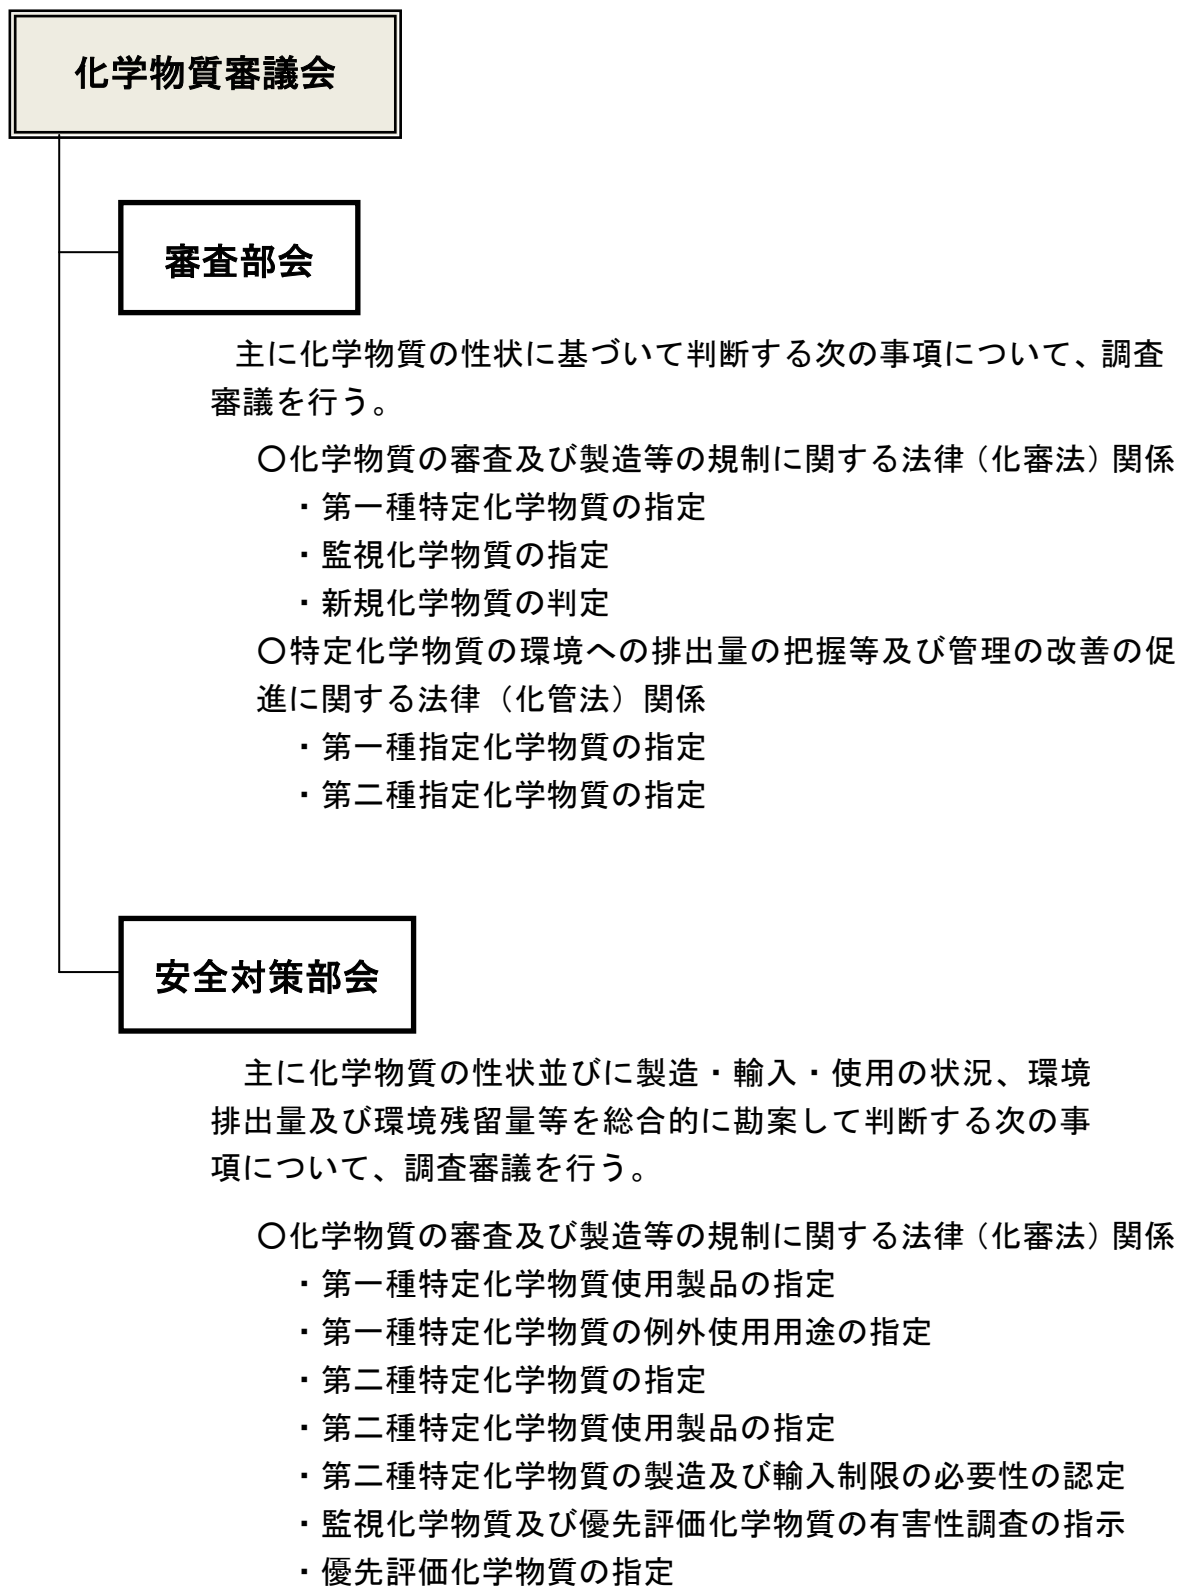 化学物質審議会
審査部会
主に化学物質の性状に基づいて判断する次の事項について、調査
審議を行う。
〇化学物質の審査及び製造等の規制に関する法律(化審法)関係
・第一種特定化学物質の指定
・監視化学物質の指定
・新規化学物質の判定
〇特定化学物質の環境への排出量の把握等及び管理の改善の促
進に関する法律（化管法）関係
・第一種指定化学物質の指定
・第二種指定化学物質の指定
安全対策部会
主に化学物質の性状並びに製造・輸入・使用の状況、環境
排出量及び環境残留量等を総合的に勘案して判断する次の事
項について、調査審議を行う。
〇化学物質の審査及び製造等の規制に関する法律(化審法)関係
・第一種特定化学物質使用製品の指定
・第一種特定化学物質の例外使用用途の指定
・第二種特定化学物質の指定
・第二種特定化学物質使用製品の指定
・第二種特定化学物質の製造及び輸入制限の必要性の認定
・監視化学物質及び優先評価化学物質の有害性調査の指示
・優先評価化学物質の指定